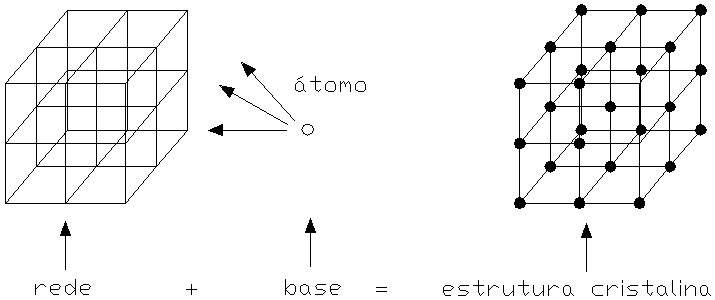 átomo
rede + base = estrutura cristalina